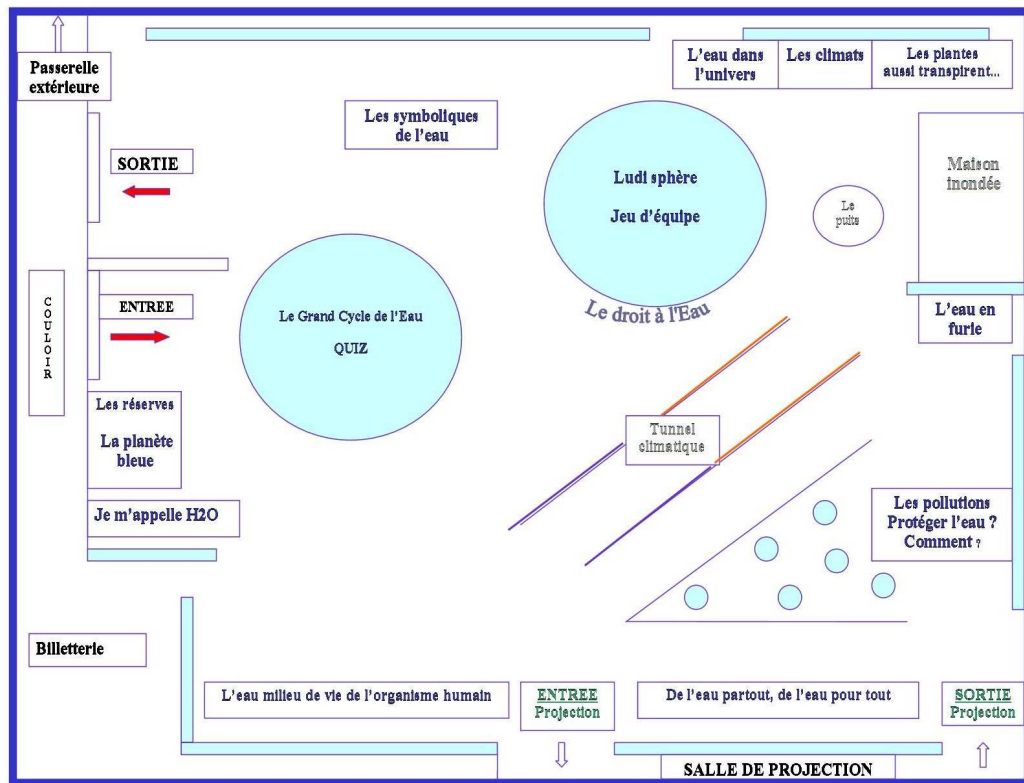 Passerelle
extérieure
L'eau dans
l'univers
Les climats
Les plantes
aussi transpirent...
Les symboliques
de l'eau
SORTIE
Ludi sphère
Jeu d'équipe
Le
puits
Maison
inondée
COULOIR
ENTREE
Le Grand Cycle de l'Eau
QUIZ
Le droit à l'Eau
L'eau en
furie
Les réserves
La planète
bleue
Tunnel
climatique
Je m'appelle H2O
Les pollutions
Protéger l'eau ?
Comment ?
Billetterie
L'eau milieu de vie de l'organisme humain
ENTREE
Projection
De l'eau partout, de l'eau pour tout
SORTIE
Projection
SALLE DE PROJECTION